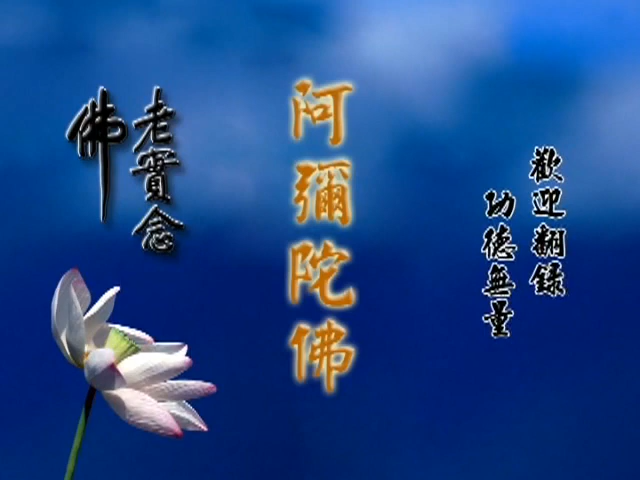 歡迎翻録
功德無量
阿彌陀佛
老實念
佛